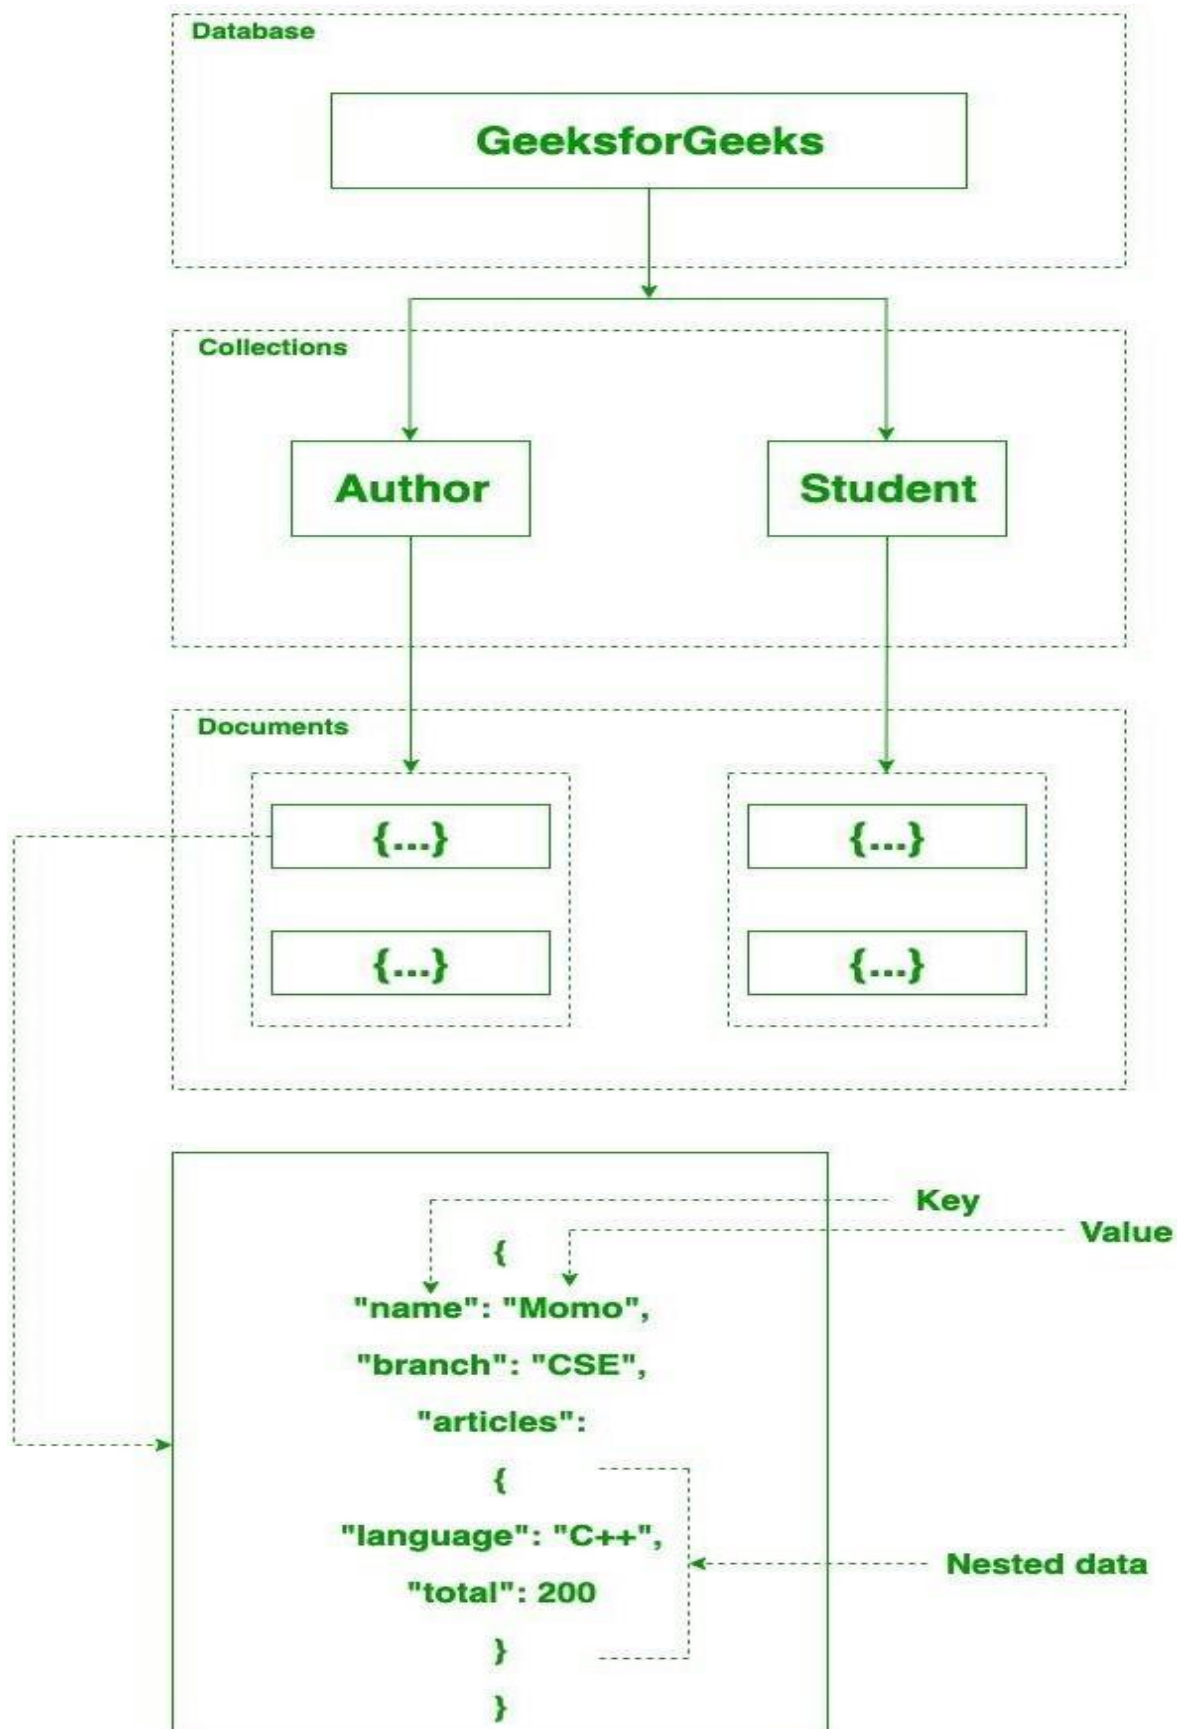 Database
GeeksforGeeks
Collections
Author
Student
Documents
{...}
{...}
{...}
{...}
Key
Value
{
"name": "Momo",
"branch": "CSE",
"articles":
{
"language": "C++",
"total": 200
Nested data
}
}